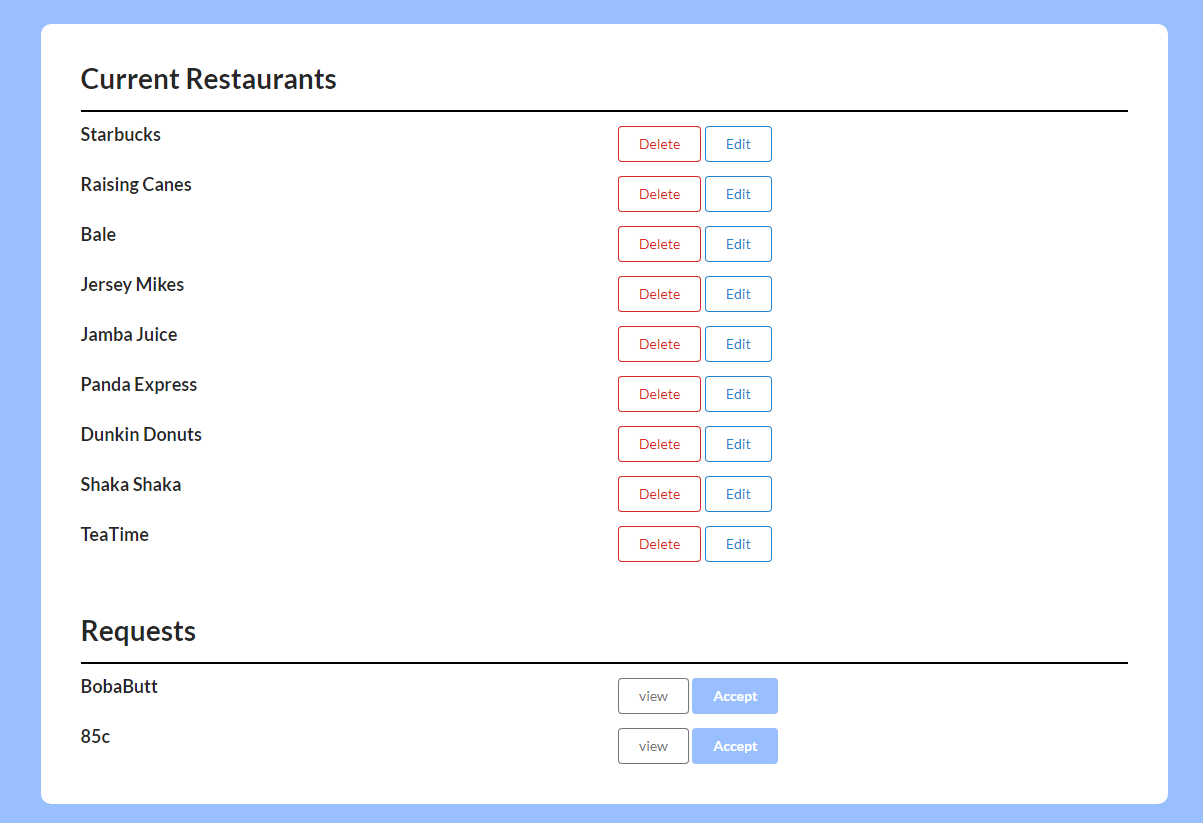 Current Restaurants
Starbucks Delete Edit
Raising Canes Delete Edit
Bale Delete Edit
Jersey Mikes Delete Edit
Jamba Juice Delete Edit
Panda Express Delete Edit
Dunkin Donuts Delete Edit
Shaka Shaka Delete Edit
TeaTime Delete Edit
Requests
BobaButt view Accept
85c view Accept